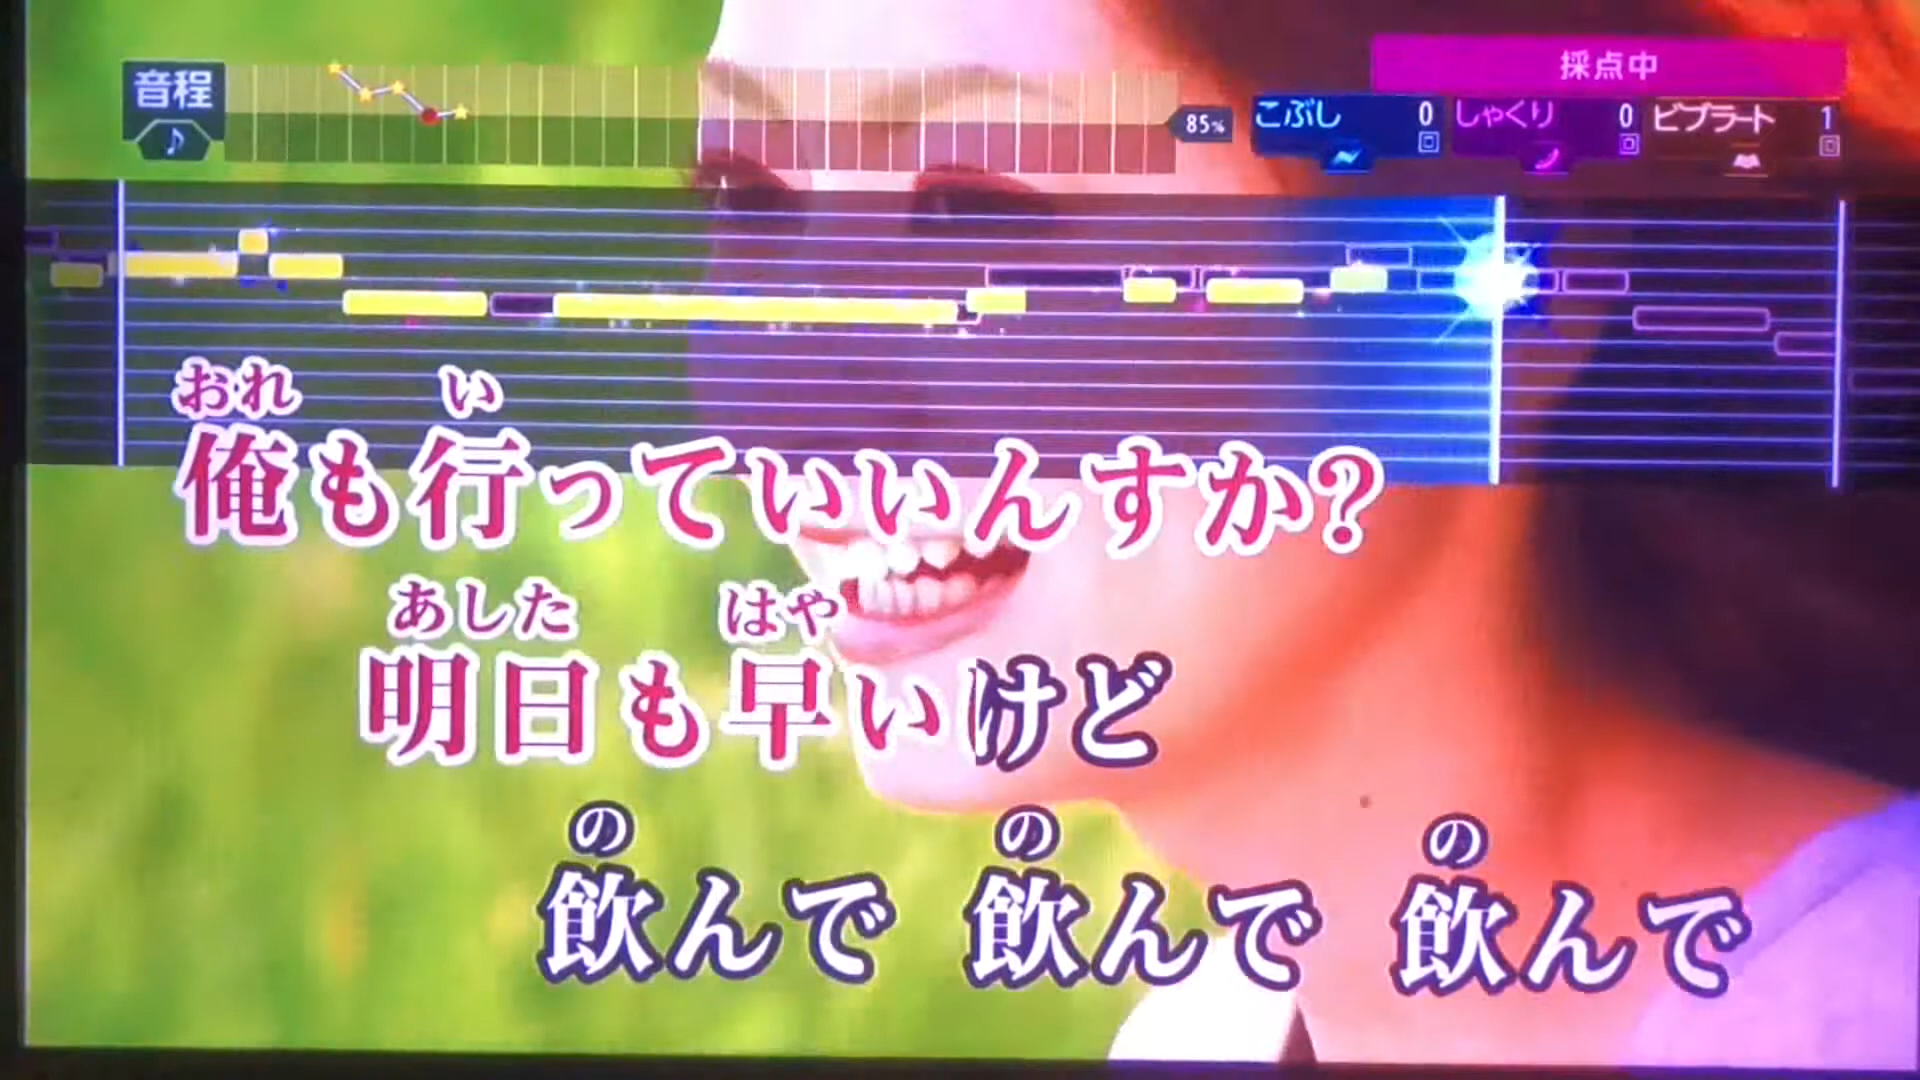 採点中
音程
85%
こぶし 0
しゃくり 0
ビブラート 1
おれ い
俺も行っていいんすか?
あした はや
明日も早いけど
の の の
飲んで 飲んで 飲んで